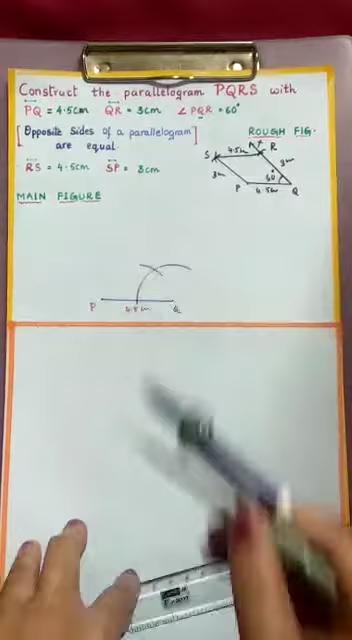 Construct the parallelogram PQRS with
PQ = 4.5cm QR = 3cm ∠PQR = 60°
[Opposite Sides of a parallelogram] ROUGH FIG.
are equal.
RS = 4.5cm SP = 3cm
MAIN FIGURE
S 4.5cm R
3cm 60° 3cm
P 4.5cm Q
P 4.5cm Q